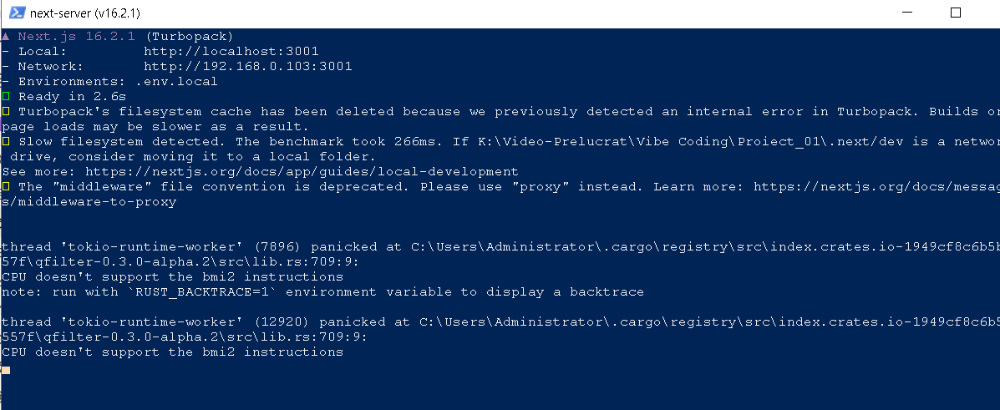 next-server (v16.2.1)
▲ Next.js 16.2.1 (Turbopack)
- Local:         http://localhost:3001
- Network:       http://192.168.0.103:3001
- Environments: .env.local
Ready in 2.6s
Turbopack's filesystem cache has been deleted because we previously detected an internal error in Turbopack. Builds or
page loads may be slower as a result.
Slow filesystem detected. The benchmark took 266ms. If K:\Video-Prelucrat\Vibe Coding\Proiect_01\.next/dev is a networ
drive, consider moving it to a local folder.
See more: https://nextjs.org/docs/app/guides/local-development
The "middleware" file convention is deprecated. Please use "proxy" instead. Learn more: https://nextjs.org/docs/messag
s/middleware-to-proxy
thread 'tokio-runtime-worker' (7896) panicked at C:\Users\Administrator\.cargo\registry\src\index.crates.io-1949cf8c6b5b
57f\qfilter-0.3.0-alpha.2\src\lib.rs:709:9:
CPU doesn't support the bmi2 instructions
note: run with `RUST_BACKTRACE=1` environment variable to display a backtrace
thread 'tokio-runtime-worker' (12920) panicked at C:\Users\Administrator\.cargo\registry\src\index.crates.io-1949cf8c6b5
557f\qfilter-0.3.0-alpha.2\src\lib.rs:709:9:
CPU doesn't support the bmi2 instructions